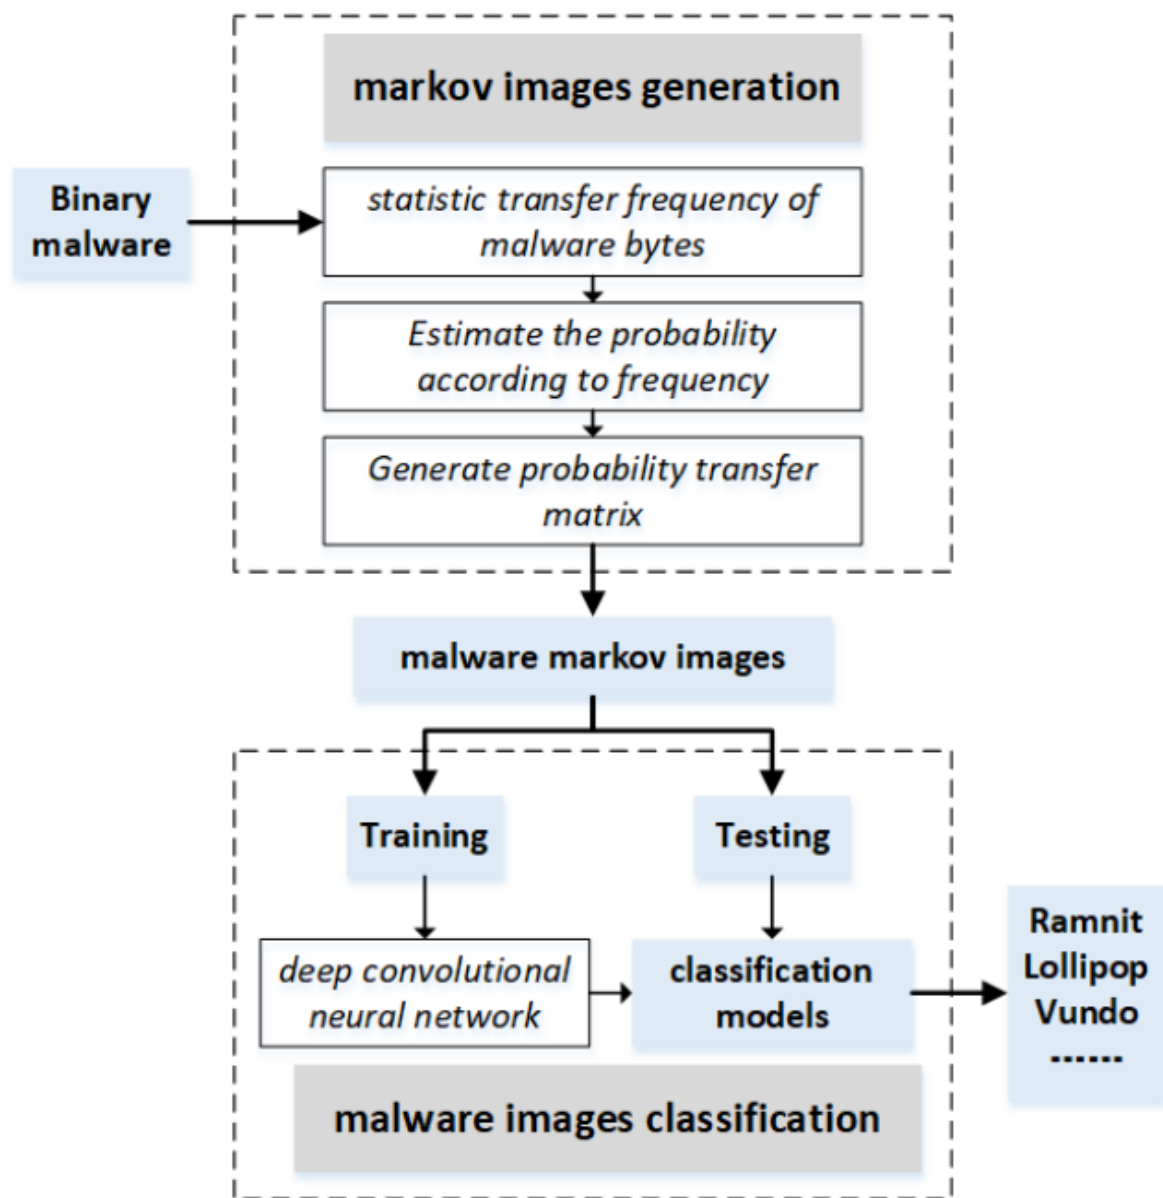 markov images generation
Binary
malware
statistic transfer frequency of
malware bytes
Estimate the probability
according to frequency
Generate probability transfer
matrix
malware markov images
Training
Testing
deep convolutional
neural network
classification
models
Ramnit
Lollipop
Vundo
------
malware images classification